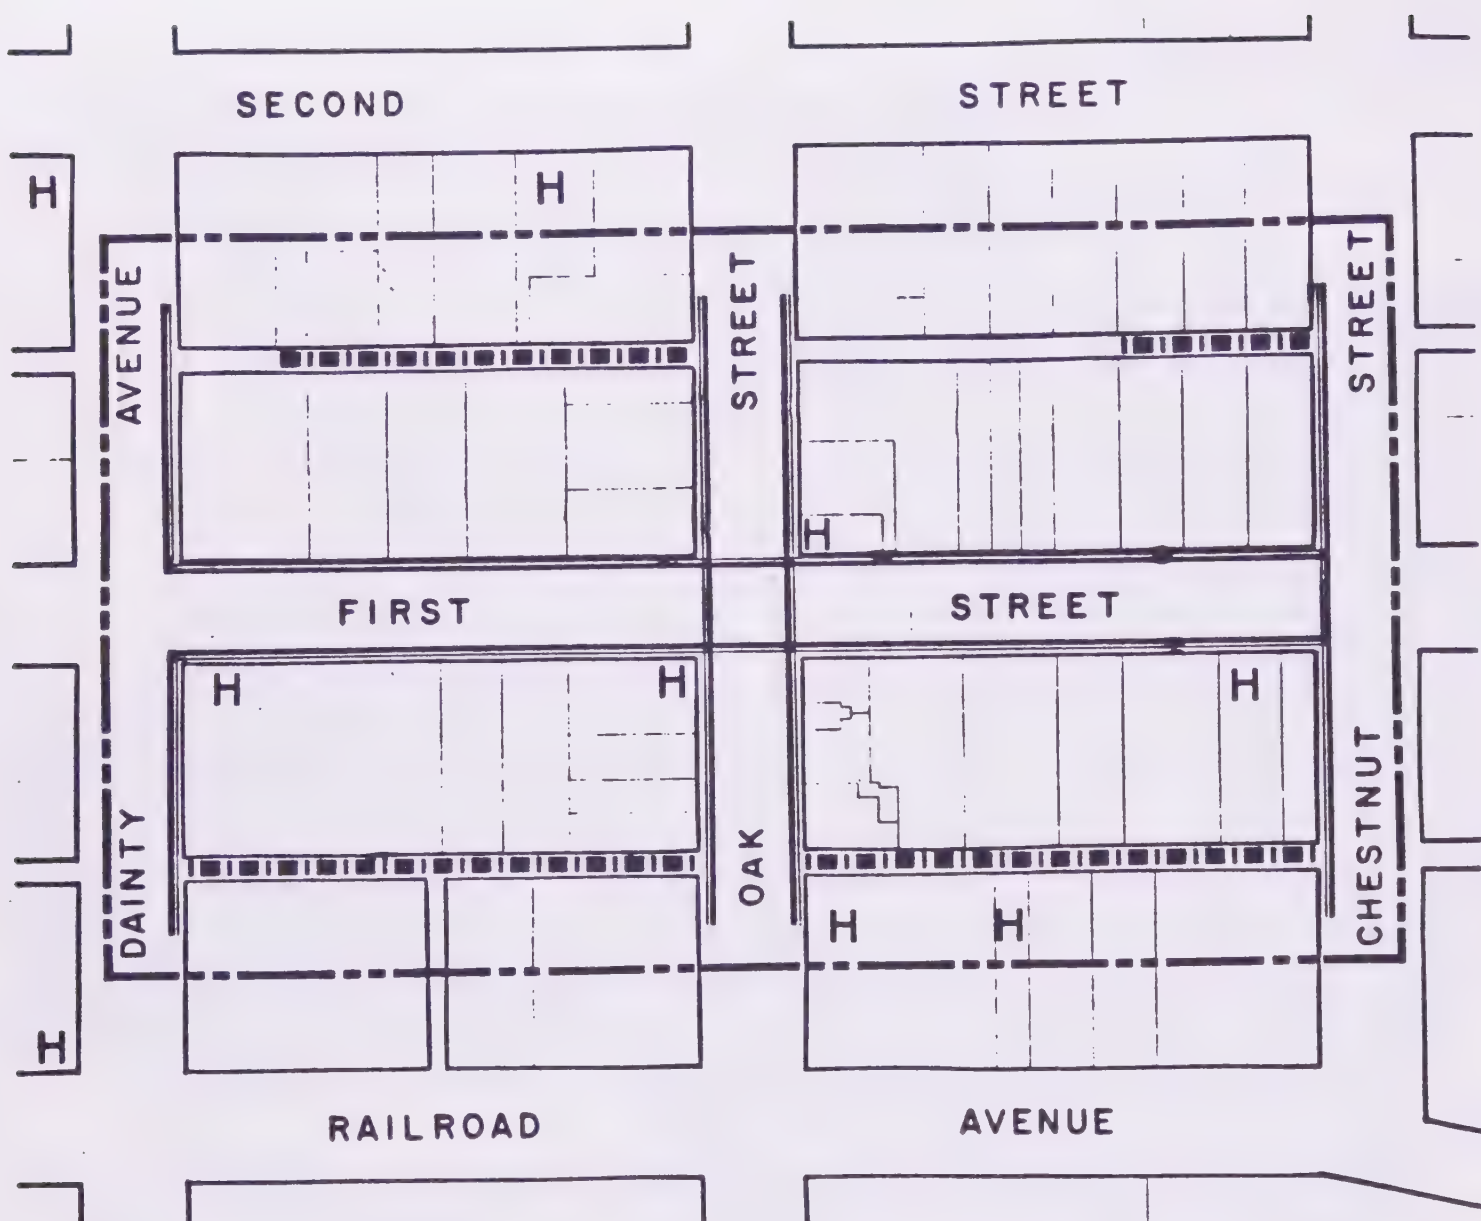 SECOND STREET
H
H
AVENUE
STREET
STREET
H
FIRST STREET
H
H
H
DAINTY
OAK
CHESTNUT
H
H
H
RAILROAD AVENUE